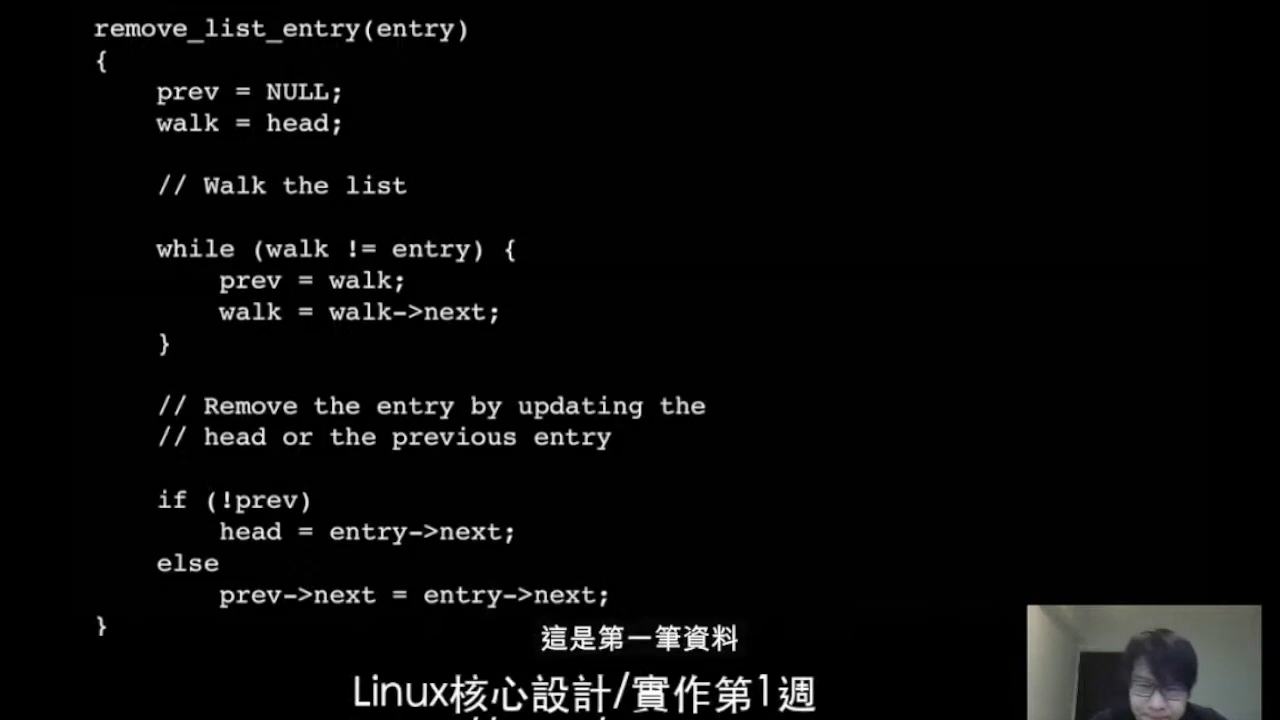 remove_list_entry(entry)
{
    prev = NULL;
    walk = head;
    // Walk the list
    while (walk != entry) {
        prev = walk;
        walk = walk->next;
    }
    // Remove the entry by updating the
    // head or the previous entry
    if (!prev)
        head = entry->next;
    else
        prev->next = entry->next;
}
這是第一筆資料
Linux核心設計/實作第1週